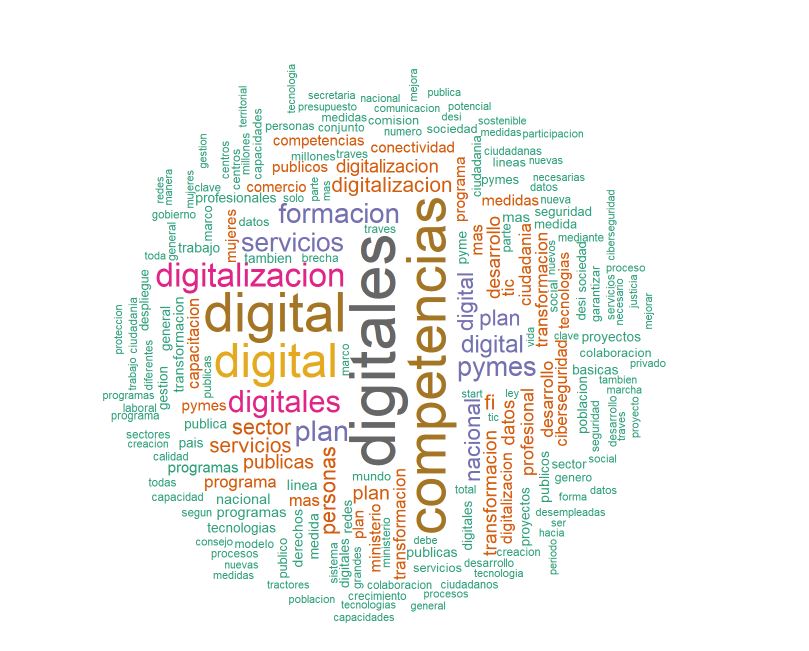 tecnologia
secretaria
nacional
mejora
publica
territorial
presupuesto
comunicacion
potencial
medidas
comision
desi
sostenible
personas
conjunto
numero
sociedad
medidas
participacion
gestion
centros
centros
millones
capacidades
competencias
conectividad
ciudadania
ciudadanas
publicos
millones
traves
digitalizacion
programa
lineas
nuevas
redes
manera
mujeres
clave
profesionales
comercio
solo
parte
mas
digitalizacion
pymes
necesarias
datos
gobierno
marco
formacion
competencias
medidas
nueva
mas
seguridad
trabajo
mujeres
datos
servicios
traves
digitales
pyme
mas
desarrollo
parte
ciudadania
medida
mediante
ciberseguridad
toda
general
tambien
brecha
tic
transformacion
nuevos
social
sociedad
desi
tecnologias
garantizar
servicios
proceso
necesario
justicia
mejorar
despliegue
digitalizacion
digital
digital
plan
proteccion
ciudadania
trabajo
diferentes
general
transformacion
capacitacion
digital
vida
clave
proyectos
publicas
digital
marco
pymes
ciberseguridad
colaboracion
basicas
privado
tambien
marcha
programas
laboral
programa
gestion
pymes
digitales
start
ley
fi
tic
datos
profesional
desarrollo
poblacion
seguridad
desarrollo
traves
proyecto
sectores
creacion
publica
sector
plan
nacional
pais
servicios
calidad
programas
publicas
mundo
personas
sector
social
todas
programa
linea
plan
total
transformacion
digitalizacion
proyectos
publicos
genero
capacidad
nacional
mas
forma
datos
segun
programas
redes
plan
ministerio
ministerio
transformacion
digitales
desempleadas
tecnologias
derechos
medida
debe
ser
hacia
consejo
modelo
publico
sistema
digitales
grandes
publicas
creacion
periodo
procesos
nuevas
servicios
desarrollo
medidas
tractores
colaboracion
ciudadanos
tecnologia
poblacion
crecimiento
procesos
tecnologias
general
capacidades